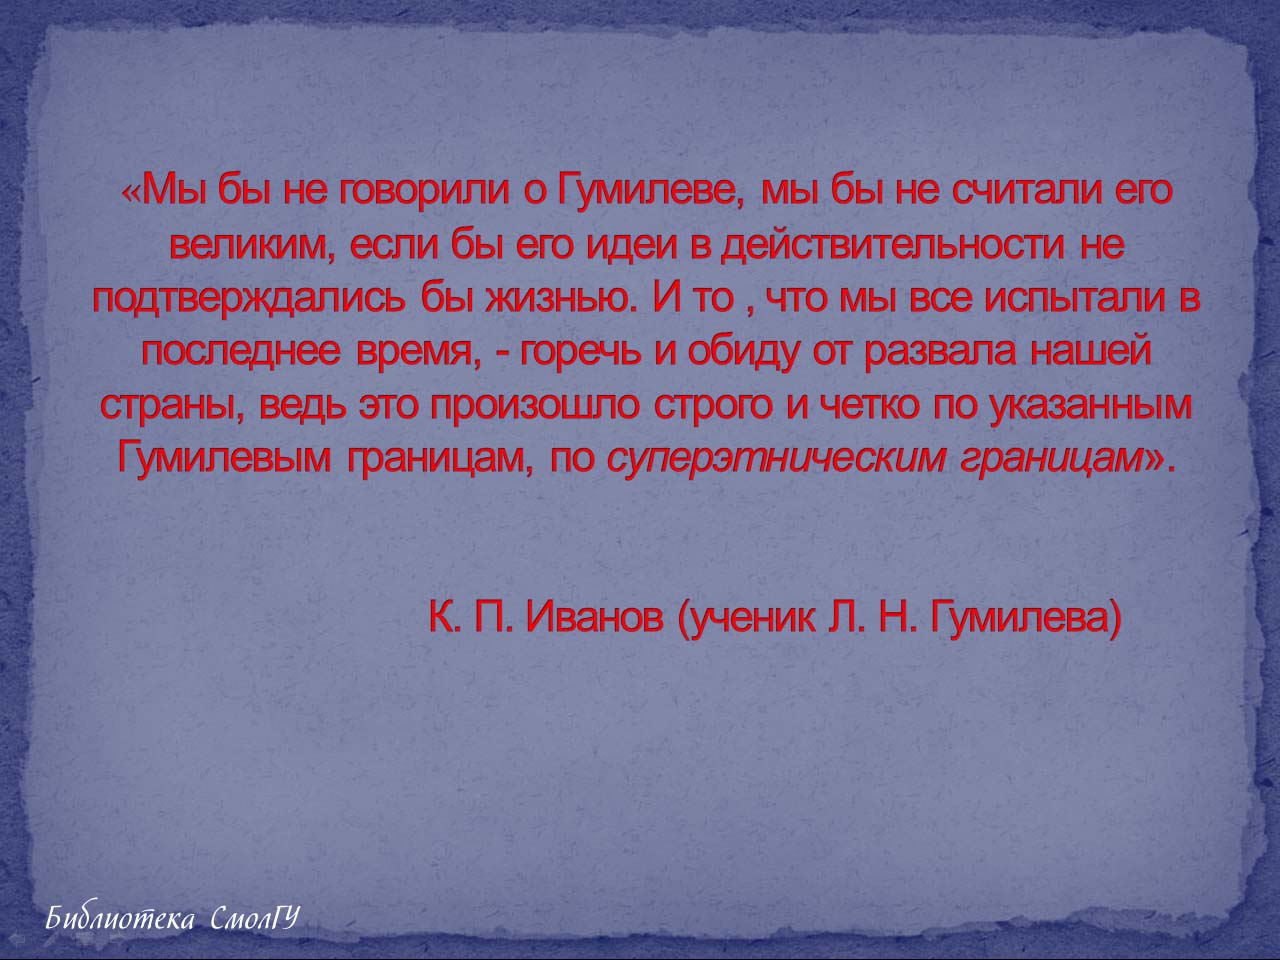 «Мы бы не говорили о Гумилеве, мы бы не считали его
великим, если бы его идеи в действительности не
подтверждались бы жизнью. И то , что мы все испытали в
последнее время, - горечь и обиду от развала нашей
страны, ведь это произошло строго и четко по указанным
Гумилевым границам, по суперэтническим границам».
К. П. Иванов (ученик Л. Н. Гумилева)
Библиотека СмолГУ